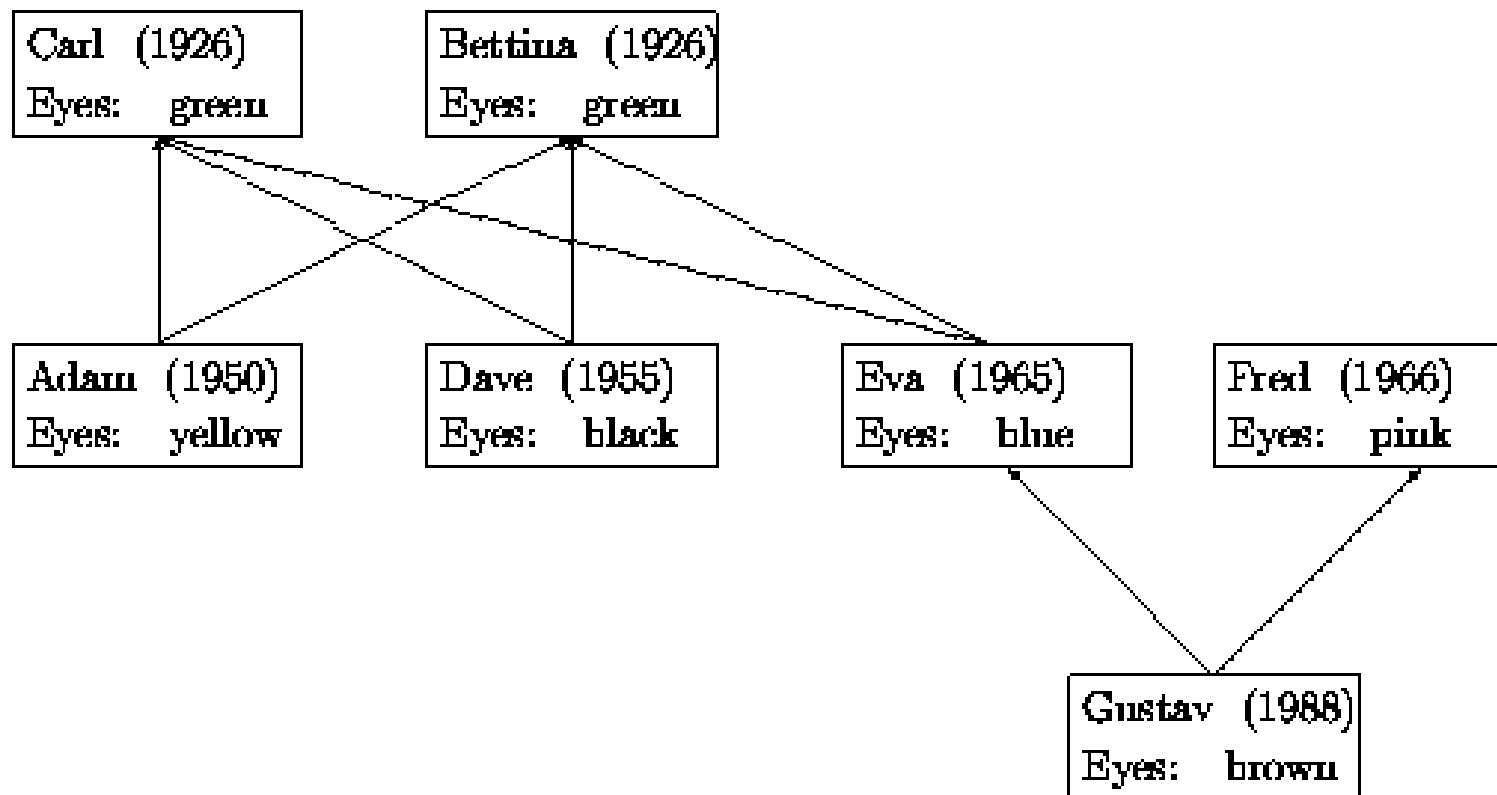 Carl (1926)
Eyes: green
Bettina (1926)
Eyes: green
Adam (1950)
Eyes: yellow
Dave (1955)
Eyes: black
Eva (1965)
Eyes: blue
Fred (1966)
Eyes: pink
Gustav (1988)
Eyes: brown